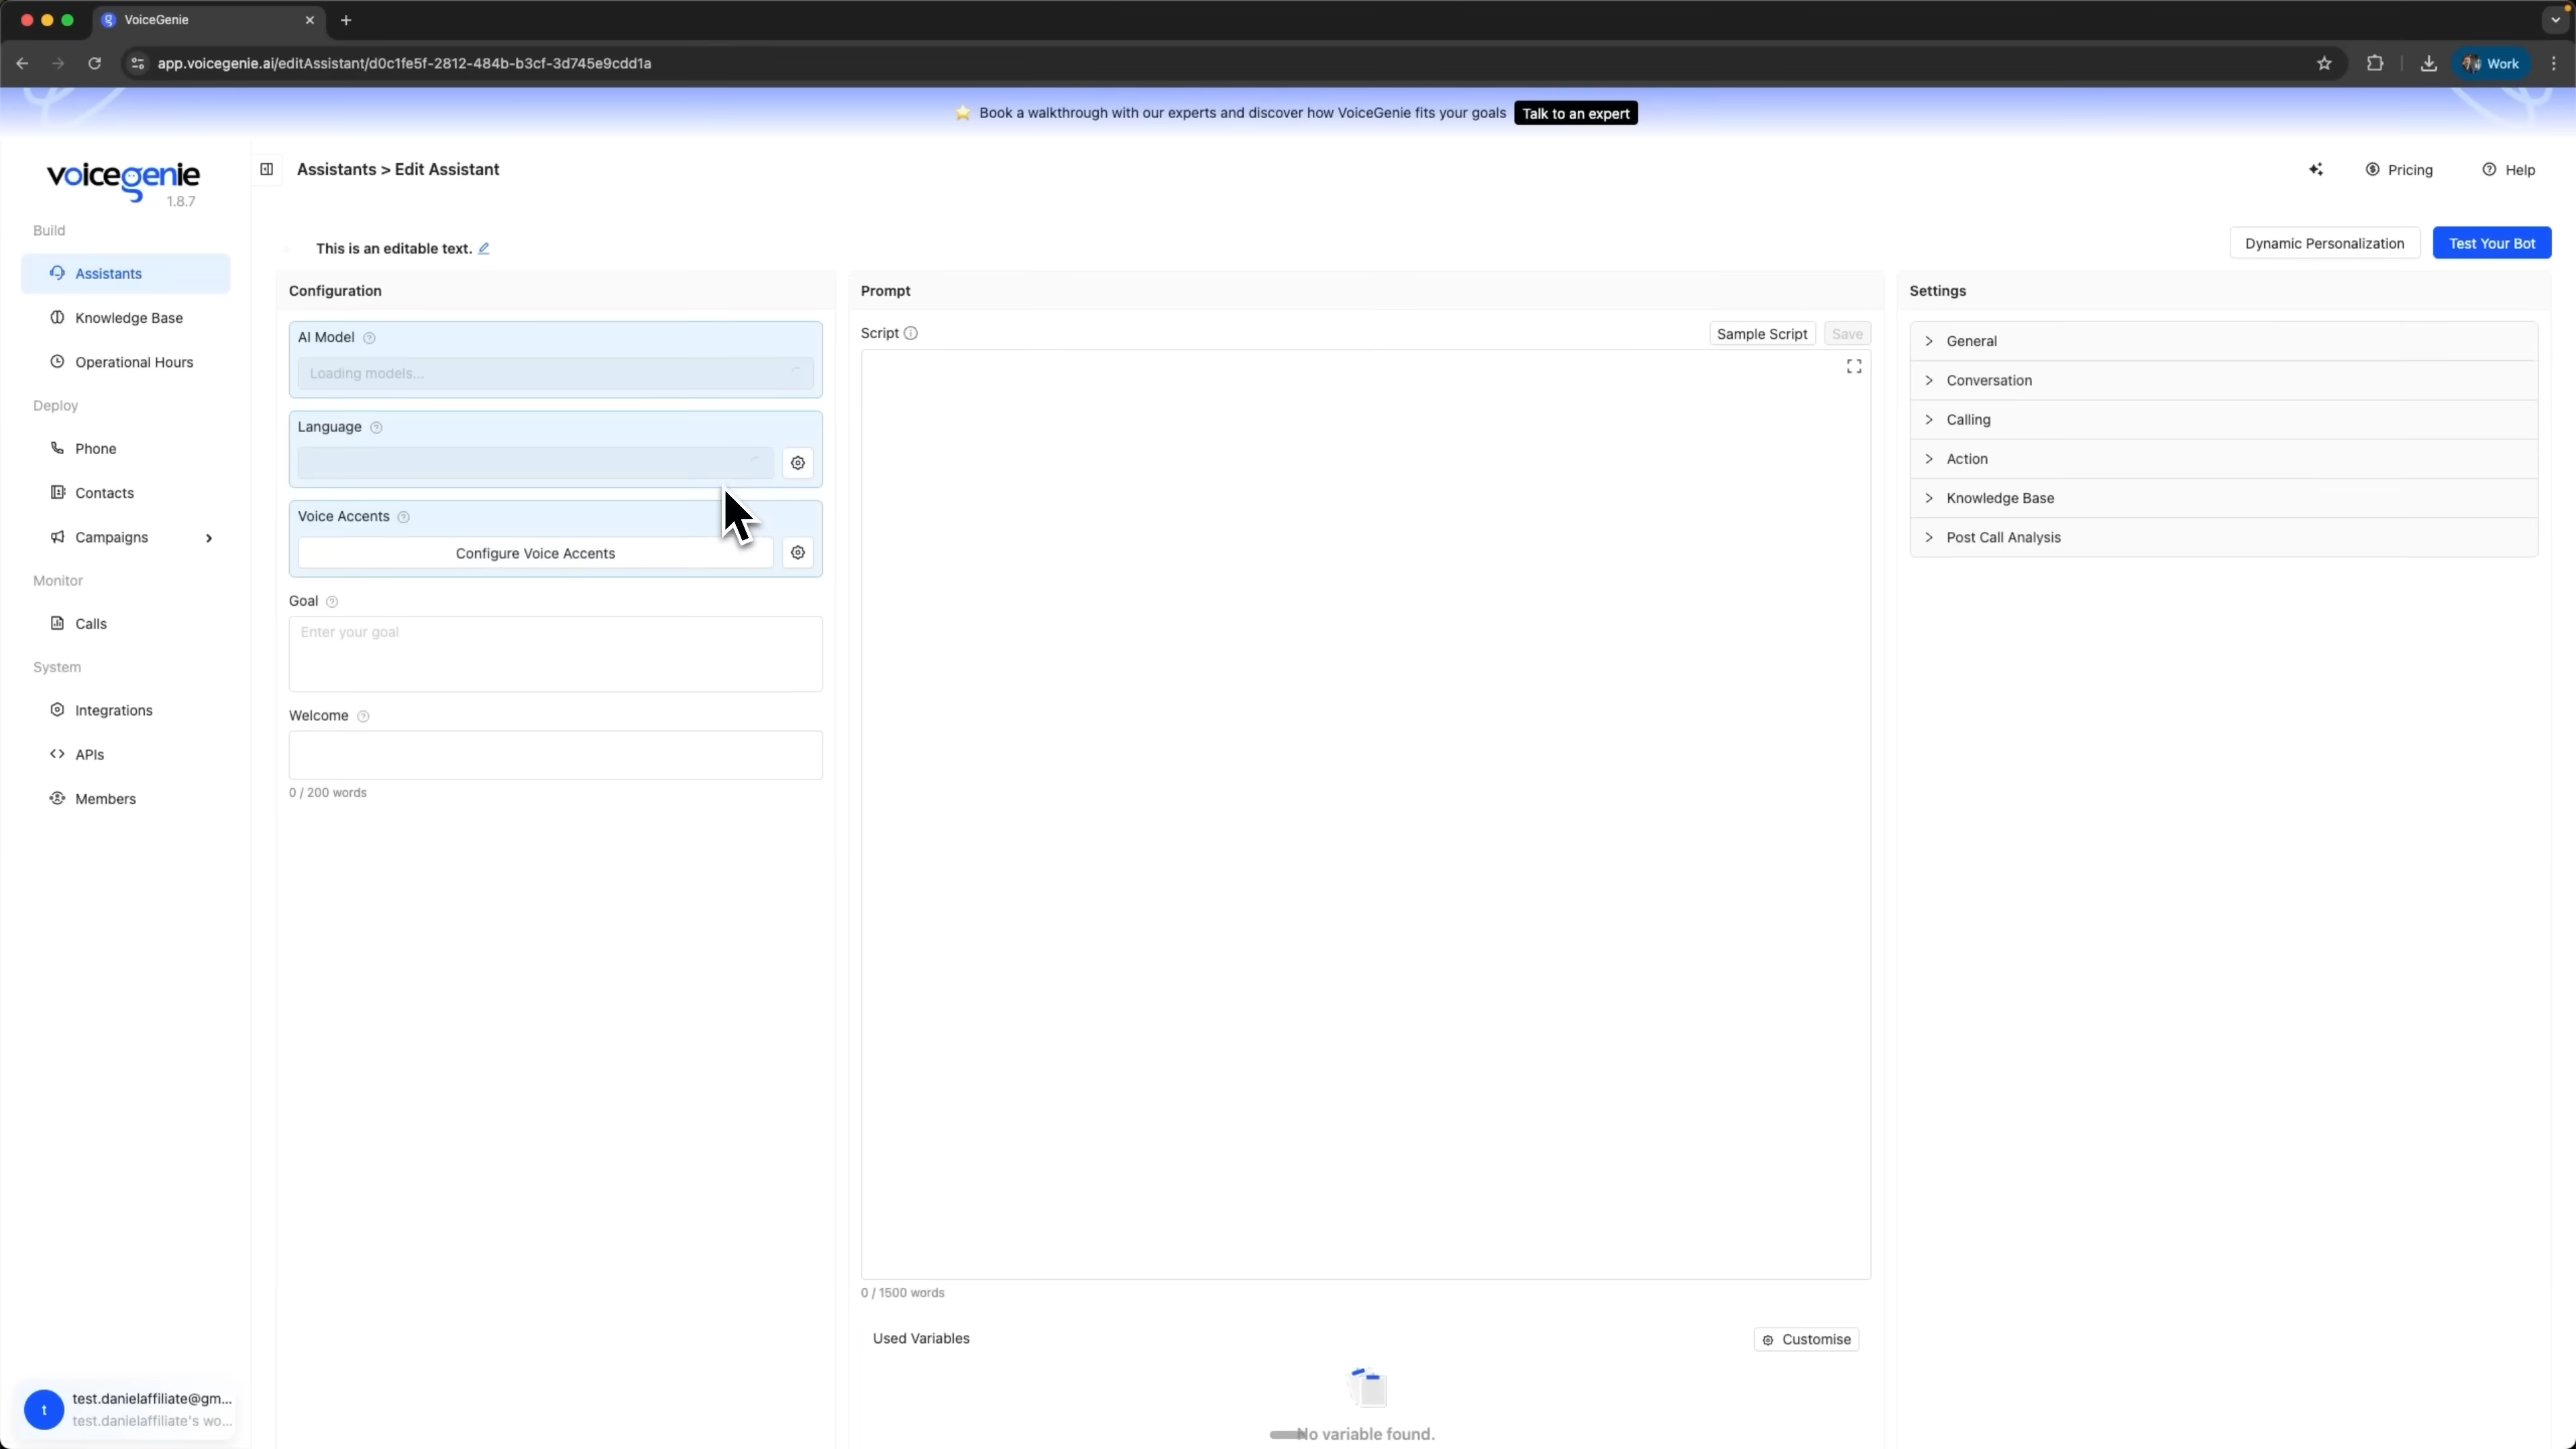 VoiceGenie
app.voicegenie.ai/editAssistant/d0c1fe5f-2812-484b-b3cf-3d745e9cdd1a
Work
Book a walkthrough with our experts and discover how VoiceGenie fits your goals
Talk to an expert
voicegenie
1.8.7
Assistants > Edit Assistant
Pricing
Help
Build
Assistants
Knowledge Base
Operational Hours
Deploy
Phone
Contacts
Campaigns
Monitor
Calls
System
Integrations
APIs
Members
test.danielaffiliate@gm...
test.danielaffiliate's wo...
t
This is an editable text.
Dynamic Personalization
Test Your Bot
Configuration
AI Model
Loading models...
Language
Voice Accents
Configure Voice Accents
Goal
Enter your goal
Welcome
0 / 200 words
Prompt
Script
Sample Script
Save
0 / 1500 words
Used Variables
Customise
No variable found.
Settings
General
Conversation
Calling
Action
Knowledge Base
Post Call Analysis